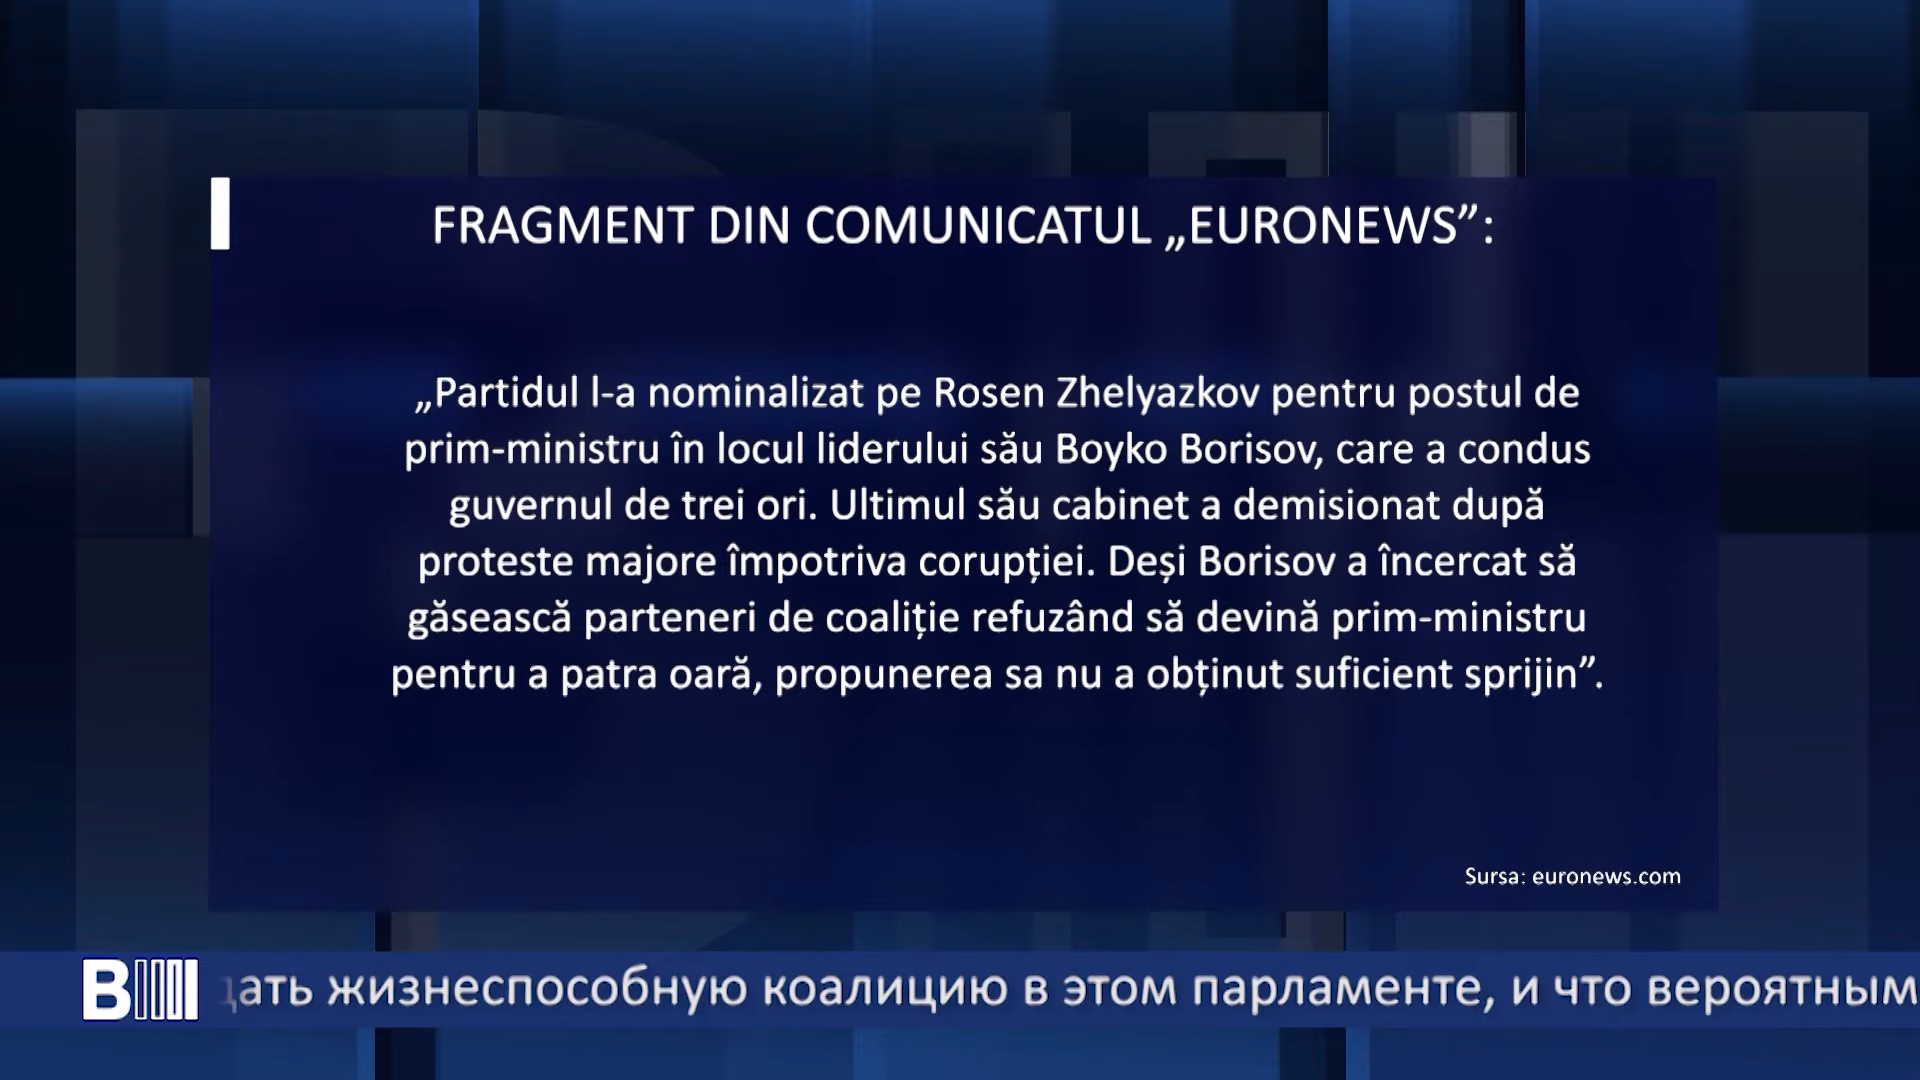 FRAGMENT DIN COMUNICATUL „EURONEWS”:
„Partidul l-a nominalizat pe Rosen Zhelyazkov pentru postul de
prim-ministru în locul liderului său Boyko Borisov, care a condus
guvernul de trei ori. Ultimul său cabinet a demisionat după
proteste majore împotriva corupției. Deși Borisov a încercat să
găsească parteneri de coaliție refuzând să devină prim-ministru
pentru a patra oară, propunerea sa nu a obținut suficient sprijin”.
Sursa: euronews.com
жизнеспособную коалицию в этом парламенте, и что вероятным